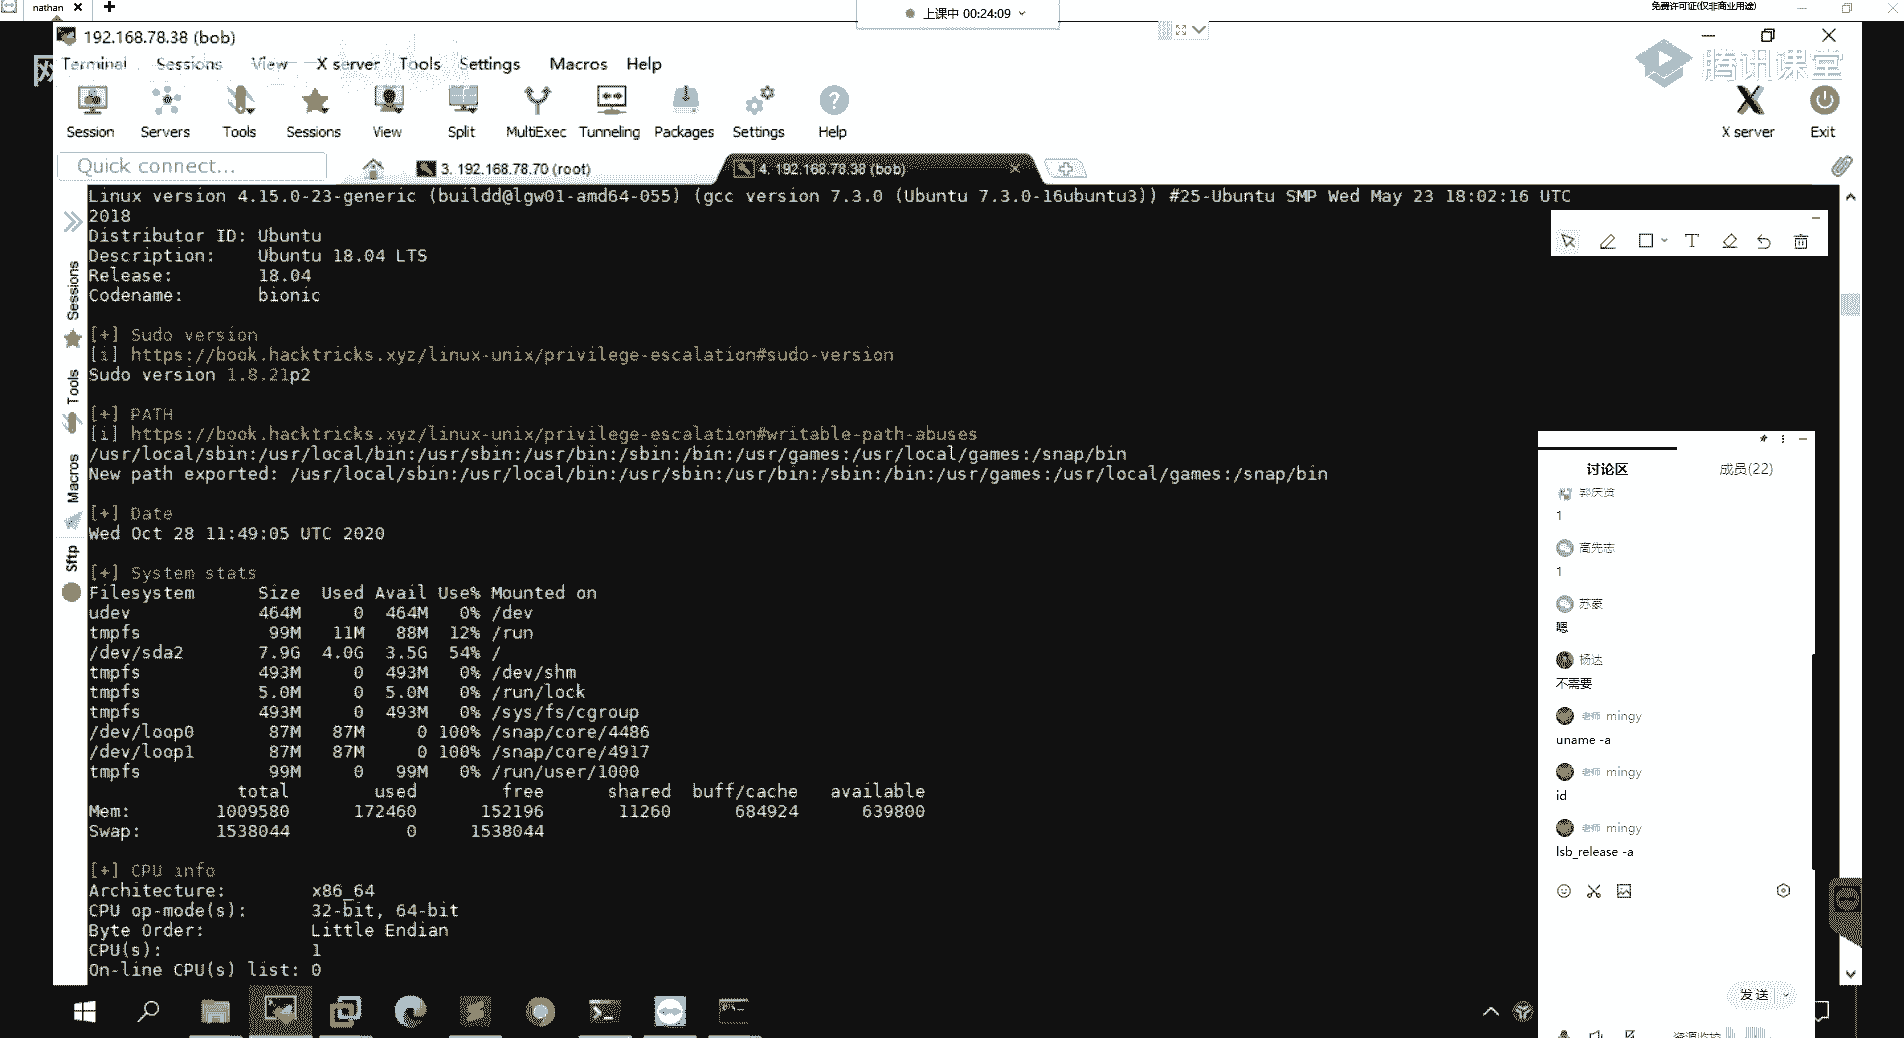 nathan
上课中 00:24:09
免费许可证(仅非商业用途)
192.168.78.38 (bob)
Terminal Sessions View X server Tools Settings Macros Help
腾讯课堂
Session Servers Tools Sessions View Split MultiExec Tunneling Packages Settings Help X server Exit
Quick connect...
3. 192.168.78.70 (root)
4. 192.168.78.38 (bob)
Sessions
Tools
Macros
Sftp
Linux version 4.15.0-23-generic (buildd@lgw01-amd64-055) (gcc version 7.3.0 (Ubuntu 7.3.0-16ubuntu3)) #25-Ubuntu SMP Wed May 23 18:02:16 UTC
2018
Distributor ID: Ubuntu
Description: Ubuntu 18.04 LTS
Release: 18.04
Codename: bionic
[+] Sudo version
[i] https://book.hacktricks.xyz/linux-unix/privilege-escalation#sudo-version
Sudo version 1.8.21p2
[+] PATH
[i] https://book.hacktricks.xyz/linux-unix/privilege-escalation#writable-path-abuses
/usr/local/sbin:/usr/local/bin:/usr/sbin:/usr/bin:/sbin:/bin:/usr/games:/usr/local/games:/snap/bin
New path exported: /usr/local/sbin:/usr/local/bin:/usr/sbin:/usr/bin:/sbin:/bin:/usr/games:/usr/local/games:/snap/bin
[+] Date
Wed Oct 28 11:49:05 UTC 2020
[+] System stats
Filesystem Size Used Avail Use% Mounted on
udev 464M 0 464M 0% /dev
tmpfs 99M 11M 88M 12% /run
/dev/sda2 7.9G 4.0G 3.5G 54% /
tmpfs 493M 0 493M 0% /dev/shm
tmpfs 5.0M 0 5.0M 0% /run/lock
tmpfs 493M 0 493M 0% /sys/fs/cgroup
/dev/loop0 87M 87M 0 100% /snap/core/4486
/dev/loop1 87M 87M 0 100% /snap/core/4917
tmpfs 99M 0 99M 0% /run/user/1000
total used free shared buff/cache available
Mem: 1009580 172460 152196 11260 684924 639800
Swap: 1538044 0 1538044
[+] CPU info
Architecture: x86_64
CPU op-mode(s): 32-bit, 64-bit
Byte Order: Little Endian
CPU(s): 1
On-line CPU(s) list: 0
讨论区 成员(22)
1
高先志
1
苏豪
嗯
杨达
不需要
老师 mingy
uname -a
老师 mingy
id
老师 mingy
lsb_release -a
发送